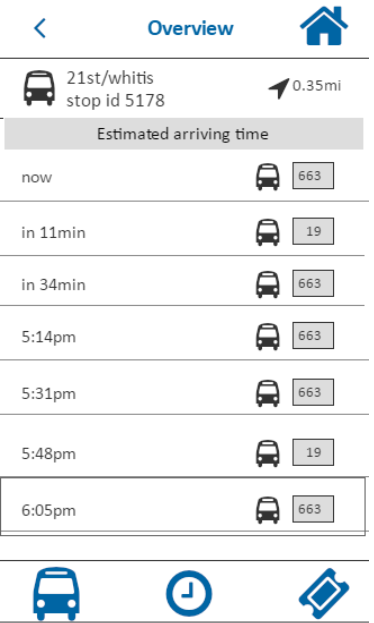 Overview
21st/whitis
stop id 5178
0.35mi
Estimated arriving time
now 663
in 11min 19
in 34min 663
5:14pm 663
5:31pm 663
5:48pm 19
6:05pm 663